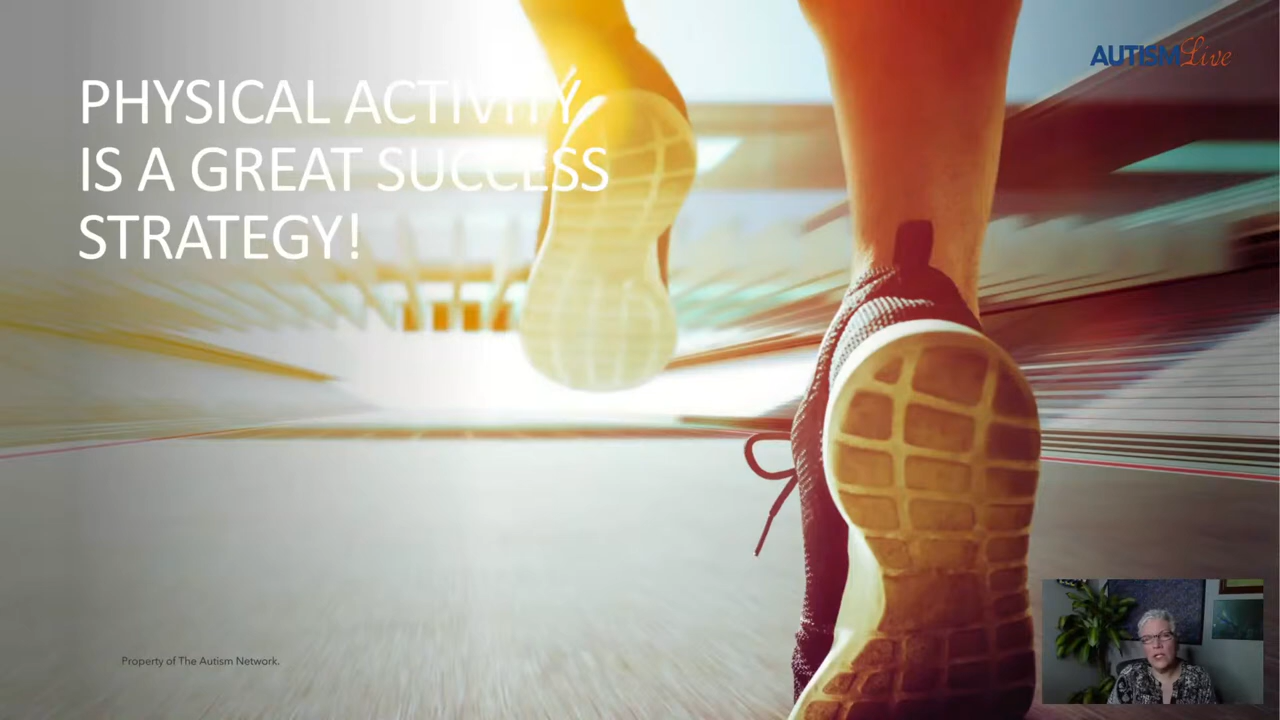 AUTISM Live
PHYSICAL ACTIVITY
IS A GREAT SUCCESS
STRATEGY!
Property of The Autism Network.